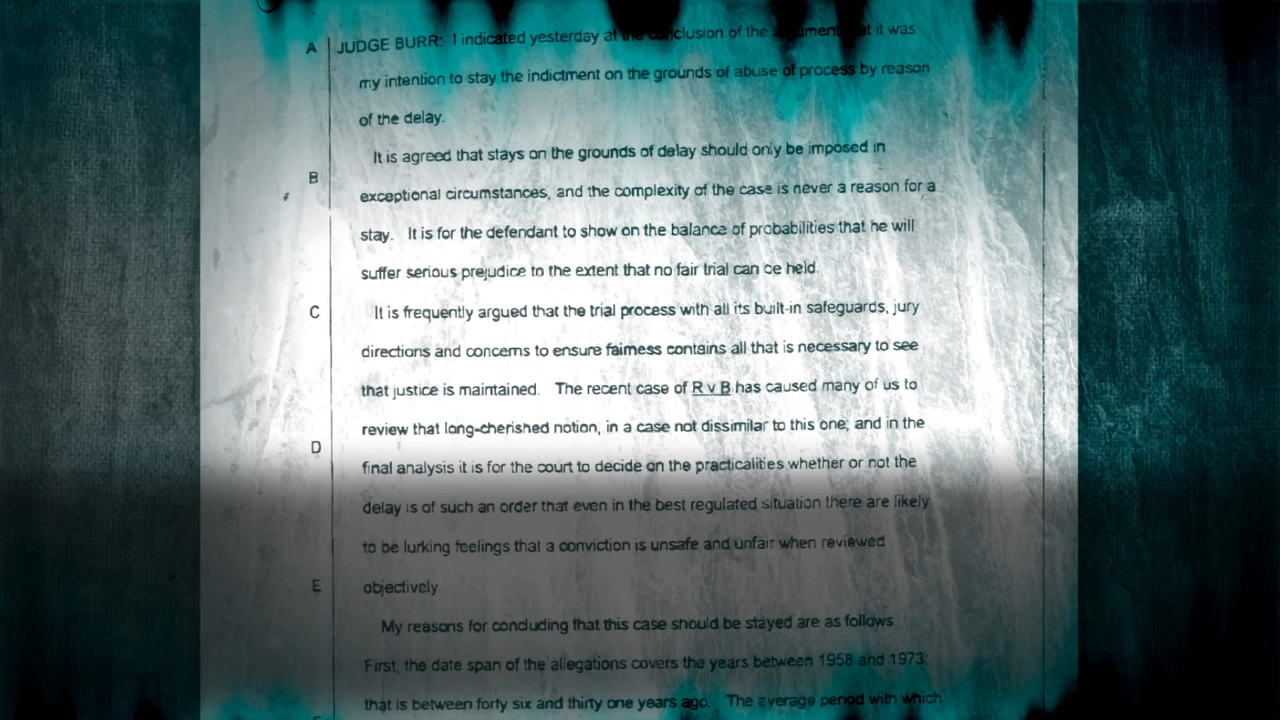 A JUDGE BURR: I indicated yesterday at the conclusion of the argument that it was
my intention to stay the indictment on the grounds of abuse of process by reason
of the delay.
It is agreed that stays on the grounds of delay should only be imposed in
B
exceptional circumstances, and the complexity of the case is never a reason for a
stay. It is for the defendant to show on the balance of probabilities that he will
suffer serious prejudice to the extent that no fair trial can be held.
C It is frequently argued that the trial process with all its built-in safeguards, jury
directions and concerns to ensure fairness contains all that is necessary to see
that justice is maintained. The recent case of R v B has caused many of us to
review that long-cherished notion, in a case not dissimilar to this one; and in the
D
final analysis it is for the court to decide on the practicalities whether or not the
delay is of such an order that even in the best regulated situation there are likely
to be lurking feelings that a conviction is unsafe and unfair when reviewed
E objectively.
My reasons for concluding that this case should be stayed are as follows.
First, the date span of the allegations covers the years between 1958 and 1973:
that is between forty six and thirty one years ago. The average period with which